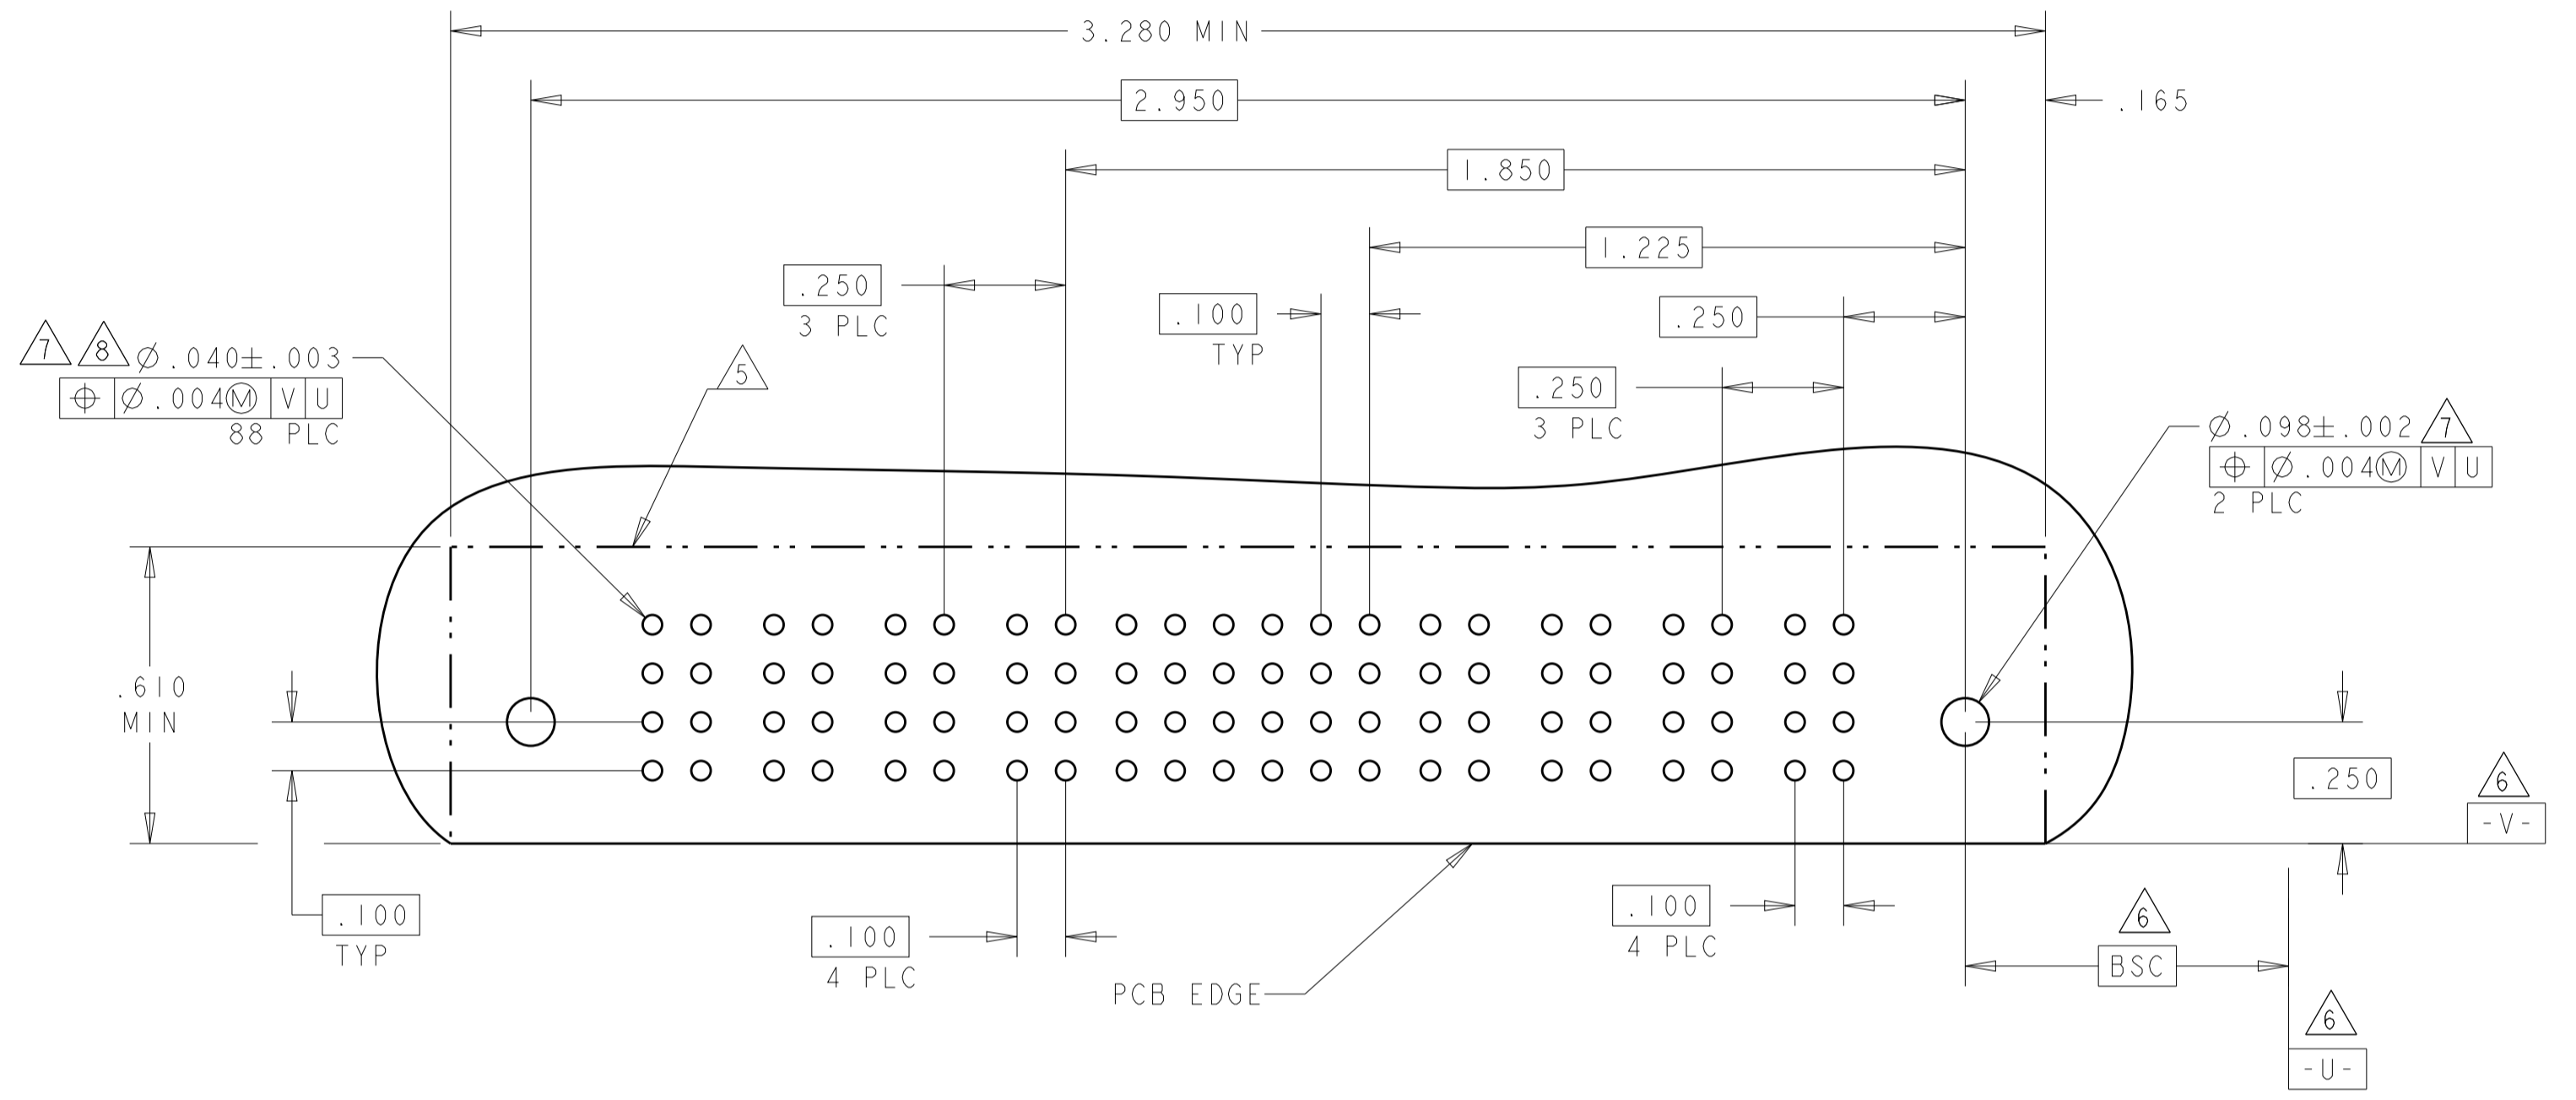 3.280 MIN
2.950
.165
1.850
1.225
.250
3 PLC
.100
TYP
.250
.250
3 PLC
7 8 ⌀.040±.003
⌖ ⌀.004Ⓜ V U
88 PLC
5
⌀.098±.002 7
⌖ ⌀.004Ⓜ V U
2 PLC
.610
MIN
.250
6
-V-
.100
TYP
.100
4 PLC
.100
4 PLC
PCB EDGE
6
BSC
6
-U-